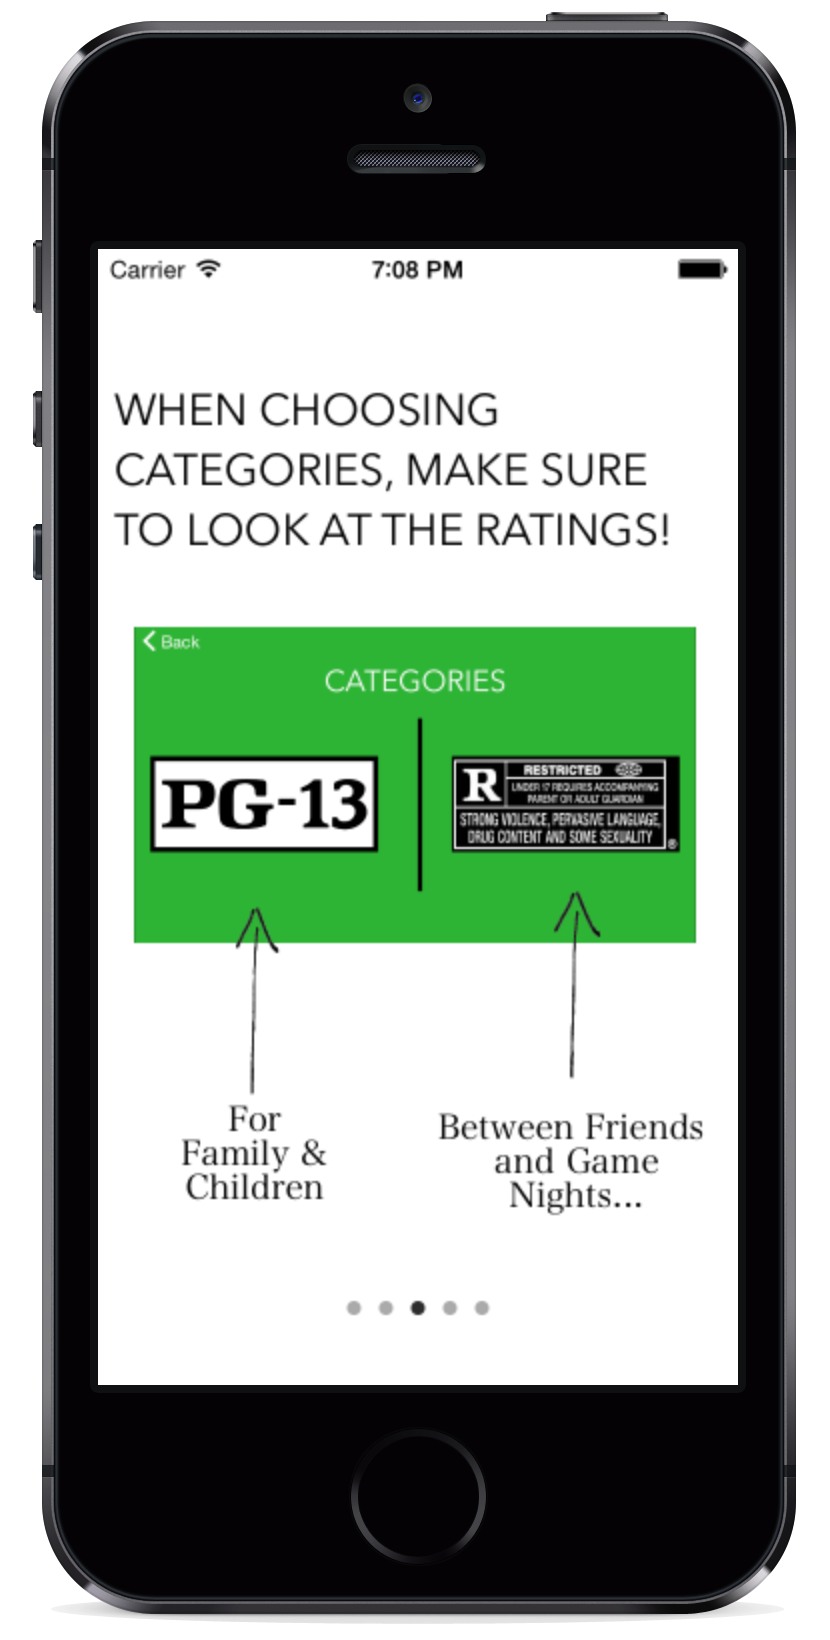 Carrier 7:08 PM
WHEN CHOOSING
CATEGORIES, MAKE SURE
TO LOOK AT THE RATINGS!
Back
CATEGORIES
PG-13
R RESTRICTED
UNDER 17 REQUIRES ACCOMPANYING
PARENT OR ADULT GUARDIAN
STRONG VIOLENCE, PERVASIVE LANGUAGE,
DRUG CONTENT AND SOME SEXUALITY
®
For
Family &
Children
Between Friends
and Game
Nights...